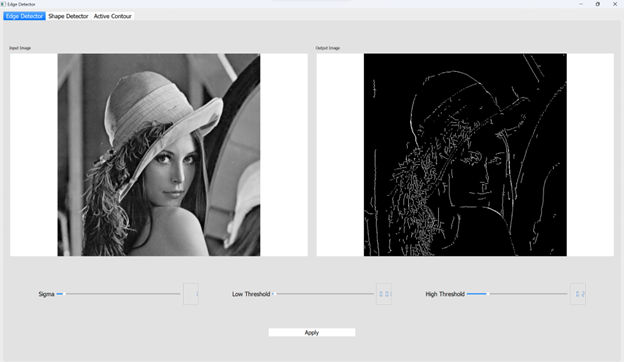 Edge Detector
Edge Detector Shape Detector Active Contour
Input Image
Output Image
Sigma
Low Threshold
High Threshold
Apply